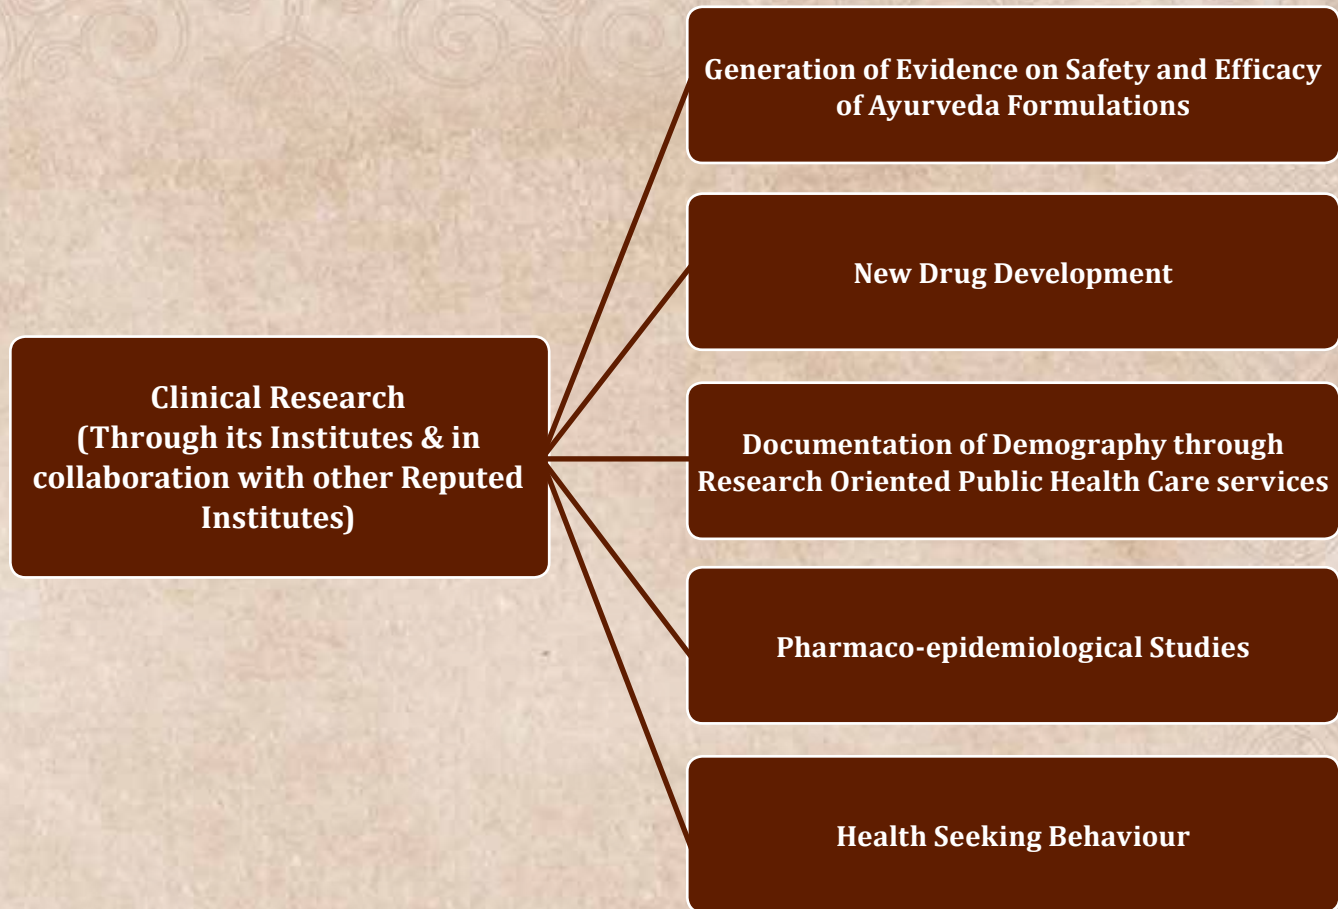 Clinical Research
(Through its Institutes & in
collaboration with other Reputed
Institutes)
Generation of Evidence on Safety and Efficacy
of Ayurveda Formulations
New Drug Development
Documentation of Demography through
Research Oriented Public Health Care services
Pharmaco-epidemiological Studies
Health Seeking Behaviour